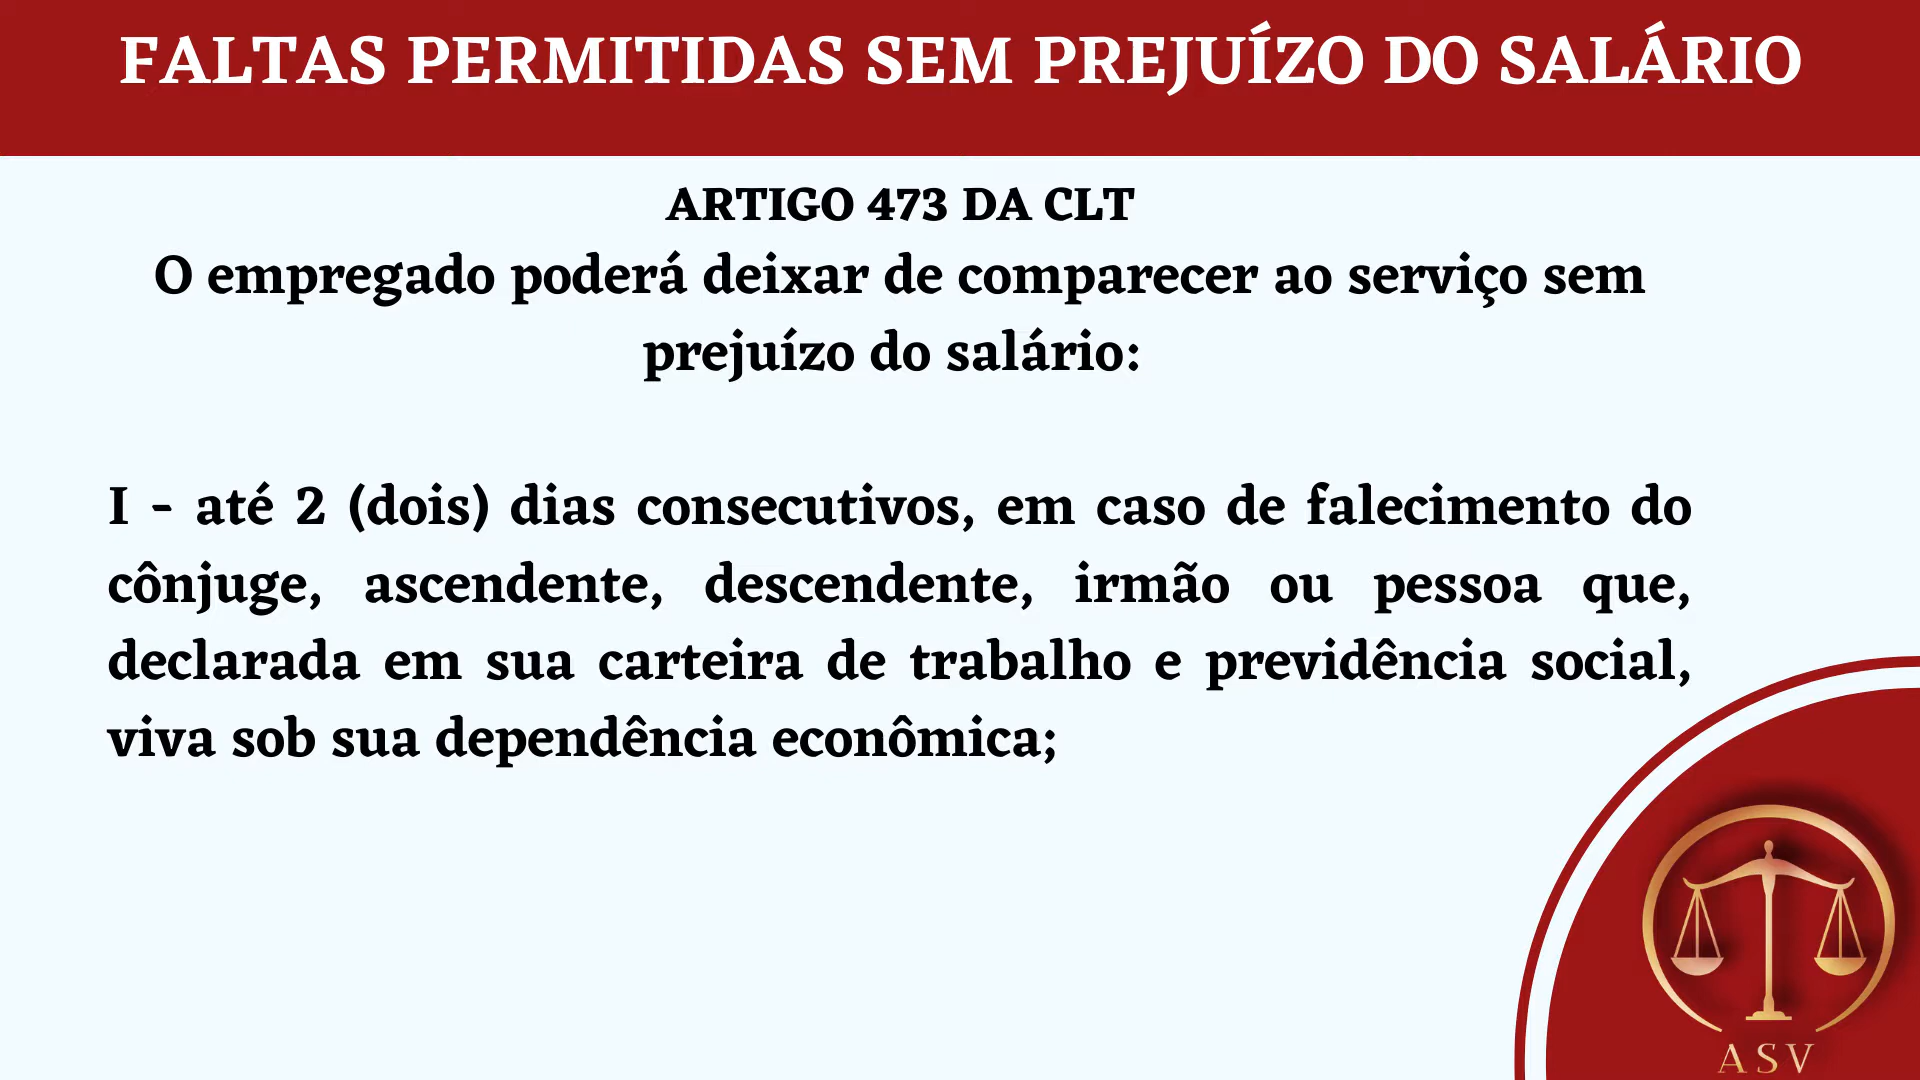 FALTAS PERMITIDAS SEM PREJUÍZO DO SALÁRIO
ARTIGO 473 DA CLT
O empregado poderá deixar de comparecer ao serviço sem
prejuízo do salário:
I - até 2 (dois) dias consecutivos, em caso de falecimento do
cônjuge, ascendente, descendente, irmão ou pessoa que,
declarada em sua carteira de trabalho e previdência social,
viva sob sua dependência econômica;
ASV